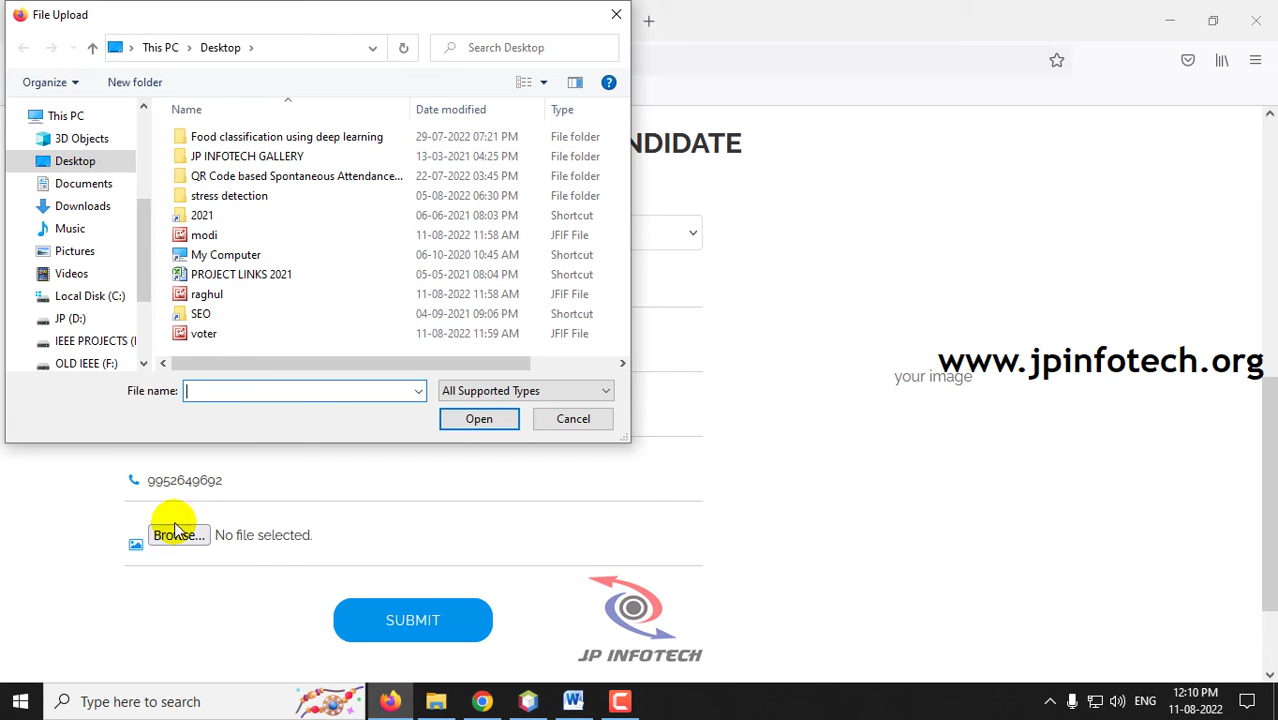 File Upload
This PC
Desktop
Search Desktop
Organize
New folder
Name
Date modified
Type
This PC
3D Objects
Desktop
Documents
Downloads
Music
Pictures
Videos
Local Disk (C:)
JP (D:)
IEEE PROJECTS (
OLD IEEE (F:)
Food classification using deep learning 29-07-2022 07:21 PM File folder
JP INFOTECH GALLERY 13-03-2021 04:25 PM File folder
QR Code based Spontaneous Attendance... 22-07-2022 03:45 PM File folder
stress detection 05-08-2022 06:30 PM File folder
2021 06-06-2021 08:03 PM Shortcut
modi 11-08-2022 11:58 AM JFIF File
My Computer 06-10-2020 10:45 AM Shortcut
PROJECT LINKS 2021 05-05-2021 08:04 PM Shortcut
raghul 11-08-2022 11:58 AM JFIF File
SEO 04-09-2021 09:06 PM Shortcut
voter 11-08-2022 11:59 AM JFIF File
File name:
All Supported Types
Open
Cancel
NDIDATE
www.jpinfotech.org
your image
9952649692
Browse... No file selected.
SUBMIT
JP INFOTECH
Type here to search
ENG
12:10 PM
11-08-2022